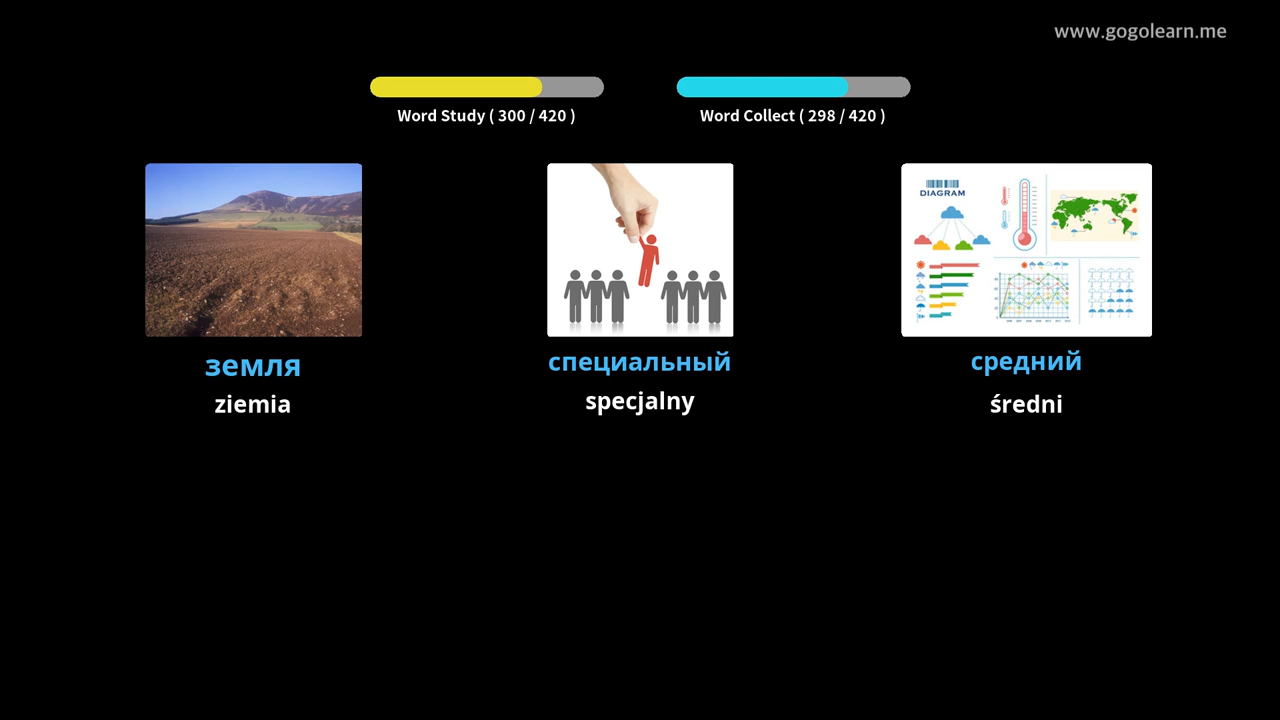 www.gogolearn.me
Word Study ( 300 / 420 )
Word Collect ( 298 / 420 )
DIAGRAM
земля
специальный
средний
ziemia
specjalny
średni